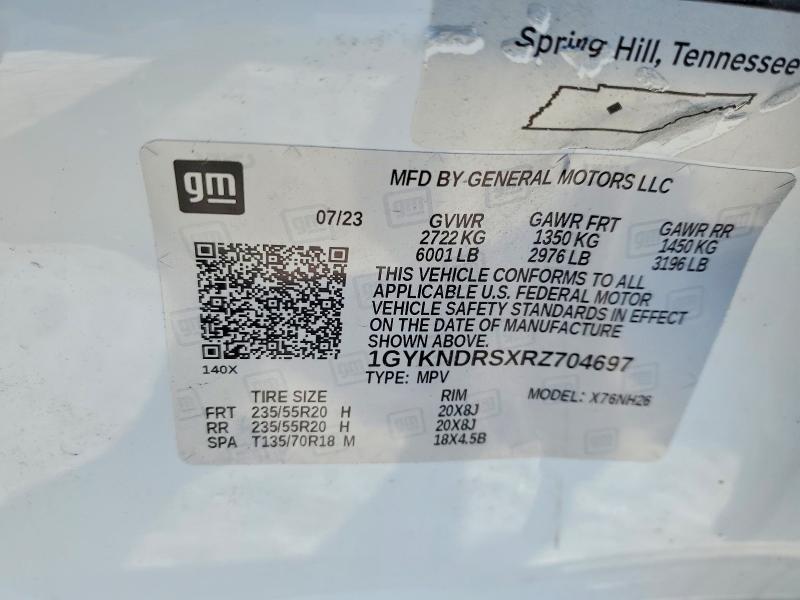 Spring Hill, Tennessee
gm
MFD BY GENERAL MOTORS LLC
07/23 GVWR GAWR FRT GAWR RR
2722 KG 1350 KG 1450 KG
6001 LB 2976 LB 3196 LB
THIS VEHICLE CONFORMS TO ALL
APPLICABLE U.S. FEDERAL MOTOR
VEHICLE SAFETY STANDARDS IN EFFECT
ON THE DATE OF MANUFACTURE
SHOWN ABOVE.
140X
1GYKNDRSXRZ704697
TYPE: MPV MODEL: X76NH26
TIRE SIZE RIM
FRT 235/55R20 H 20X8J
RR 235/55R20 H 20X8J
SPA T135/70R18 M 18X4.5B